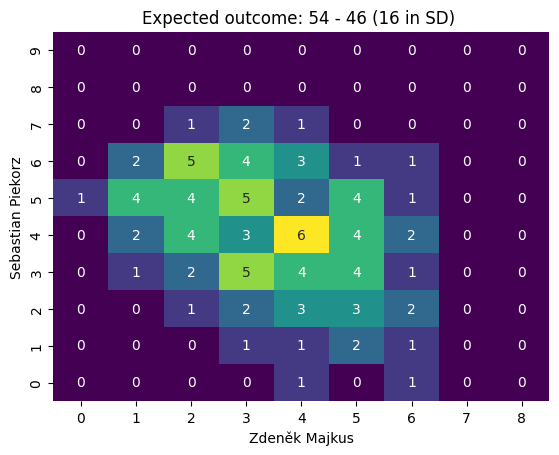 Expected outcome: 54 - 46 (16 in SD)
Sebastian Piekorz
9 0 0 0 0 0 0 0 0 0
8 0 0 0 0 0 0 0 0 0
7 0 0 1 2 1 0 0 0 0
6 0 2 5 4 3 1 1 0 0
5 1 4 4 5 2 4 1 0 0
4 0 2 4 3 6 4 2 0 0
3 0 1 2 5 4 4 1 0 0
2 0 0 1 2 3 3 2 0 0
1 0 0 0 1 1 2 1 0 0
0 0 0 0 0 1 0 1 0 0
0 1 2 3 4 5 6 7 8
Zdeněk Majkus